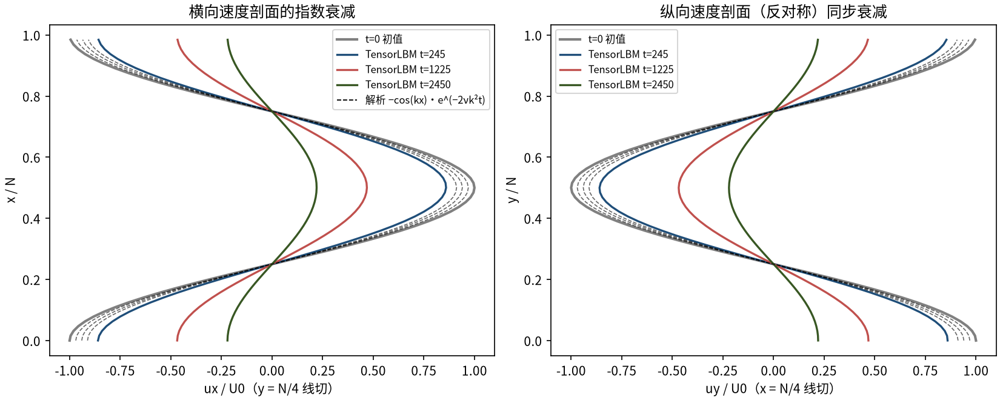 横向速度剖面的指数衰减
1.0
0.8
0.6
0.4
0.2
0.0
x / N
t=0 初值
TensorLBM t=245
TensorLBM t=1225
TensorLBM t=2450
解析 −cos(kx)・e^(−2νk²t)
-1.00 -0.75 -0.50 -0.25 0.00 0.25 0.50 0.75 1.00
ux / U0（y = N/4 线切）
纵向速度剖面（反对称）同步衰减
1.0
0.8
0.6
0.4
0.2
0.0
y / N
t=0 初值
TensorLBM t=245
TensorLBM t=1225
TensorLBM t=2450
-1.00 -0.75 -0.50 -0.25 0.00 0.25 0.50 0.75 1.00
uy / U0（x = N/4 线切）